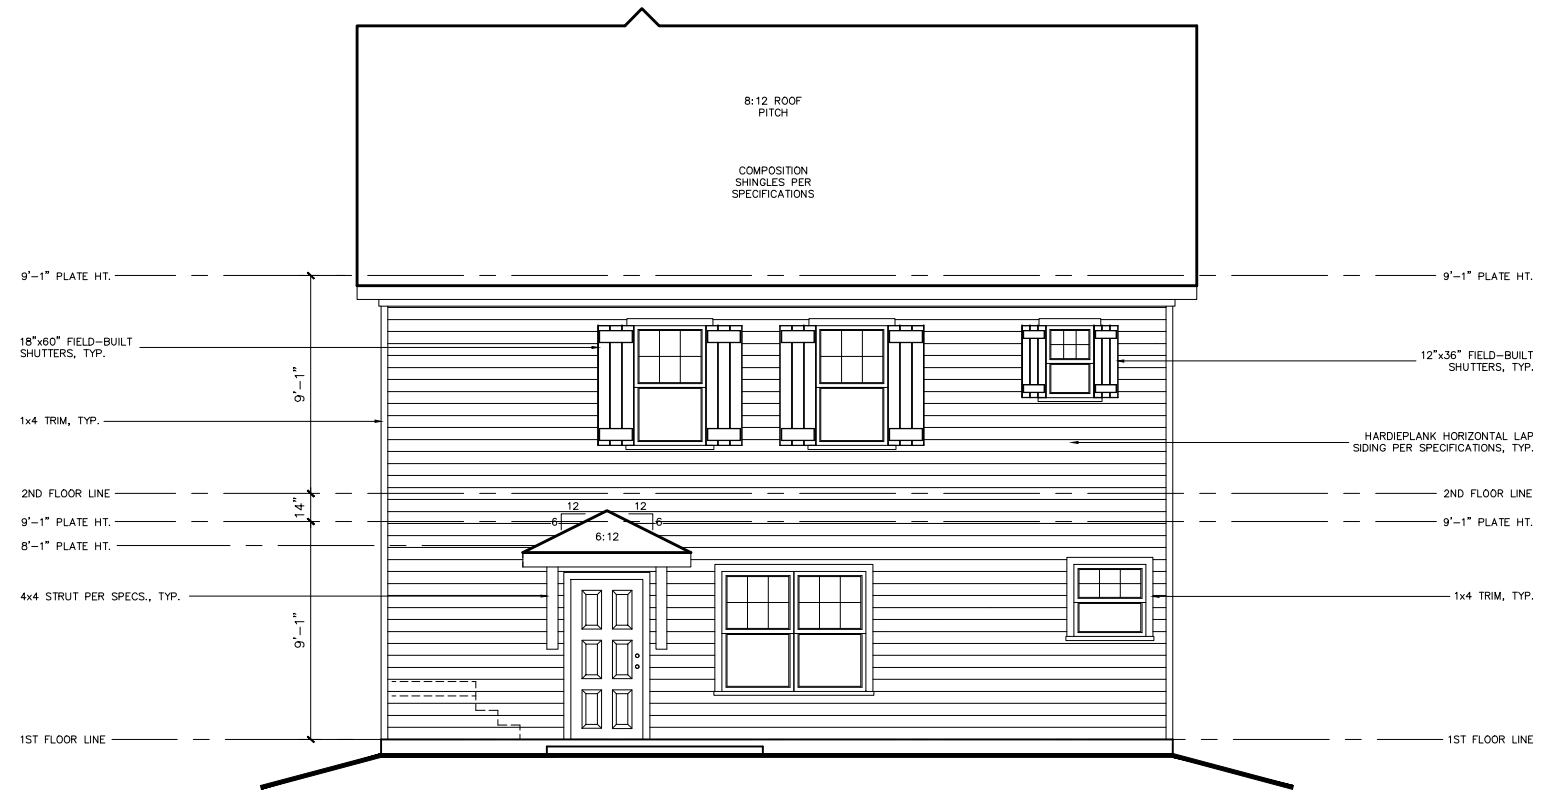 8:12 ROOF
PITCH
COMPOSITION
SHINGLES PER
SPECIFICATIONS
9'-1" PLATE HT.
9'-1" PLATE HT.
18"x60" FIELD-BUILT
SHUTTERS, TYP.
12"x36" FIELD-BUILT
SHUTTERS, TYP.
9'-1"
1x4 TRIM, TYP.
HARDIEPLANK HORIZONTAL LAP
SIDING PER SPECIFICATIONS, TYP.
2ND FLOOR LINE
2ND FLOOR LINE
14"
12
12
9'-1" PLATE HT.
6
6
9'-1" PLATE HT.
6:12
8'-1" PLATE HT.
4x4 STRUT PER SPECS., TYP.
1x4 TRIM, TYP.
9'-1"
1ST FLOOR LINE
1ST FLOOR LINE